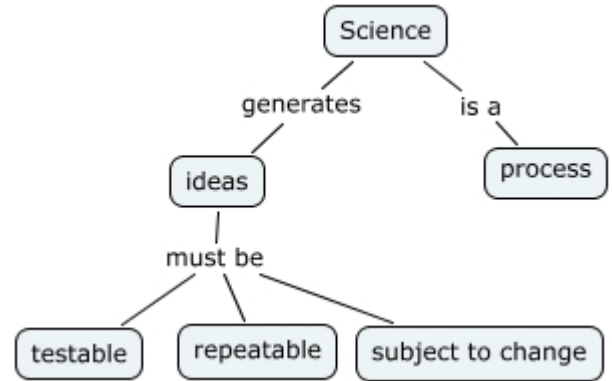 Science
generates
is a
ideas
process
must be
testable
repeatable
subject to change